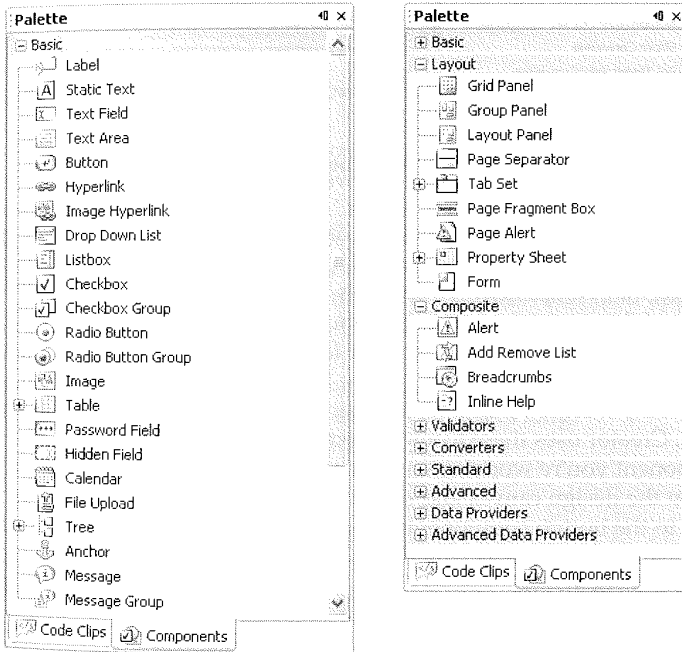 Palette
Basic
Label
Static Text
Text Field
Text Area
Button
Hyperlink
Image Hyperlink
Drop Down List
Listbox
Checkbox
Checkbox Group
Radio Button
Radio Button Group
Image
Table
Password Field
Hidden Field
Calendar
File Upload
Tree
Anchor
Message
Message Group
Code Clips Components
Palette
Basic
Layout
Grid Panel
Group Panel
Layout Panel
Page Separator
Tab Set
Page Fragment Box
Page Alert
Property Sheet
Form
Composite
Alert
Add Remove List
Breadcrumbs
Inline Help
Validators
Converters
Standard
Advanced
Data Providers
Advanced Data Providers
Code Clips Components